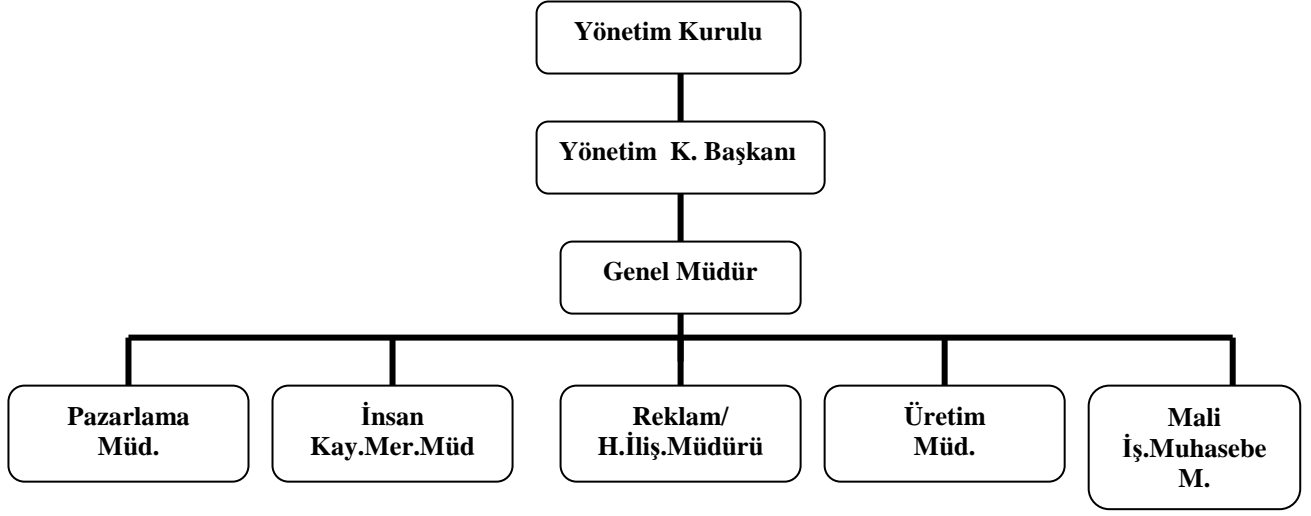 Yönetim Kurulu
Yönetim  K. Başkanı
Genel Müdür
Pazarlama
Müd.
İnsan
Kay.Mer.Müd
Reklam/
H.İliş.Müdürü
Üretim
Müd.
Mali
İş.Muhasebe
M.